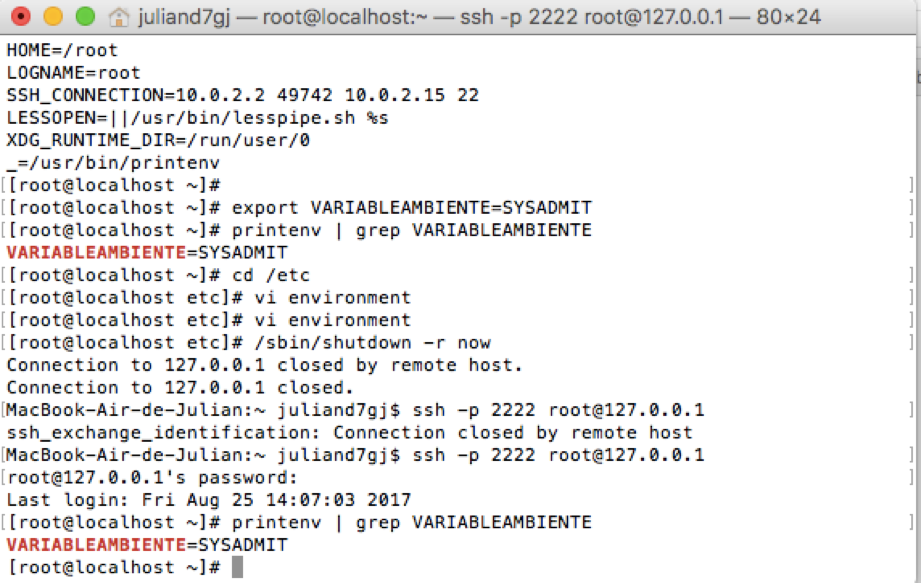 juliand7gj — root@localhost:~ — ssh -p 2222 root@127.0.0.1 — 80×24
HOME=/root
LOGNAME=root
SSH_CONNECTION=10.0.2.2 49742 10.0.2.15 22
LESSOPEN=||/usr/bin/lesspipe.sh %s
XDG_RUNTIME_DIR=/run/user/0
_=/usr/bin/printenv
[[root@localhost ~]# ]
[[root@localhost ~]# export VARIABLEAMBIENTE=SYSADMIT ]
[[root@localhost ~]# printenv | grep VARIABLEAMBIENTE ]
VARIABLEAMBIENTE=SYSADMIT
[[root@localhost ~]# cd /etc ]
[[root@localhost etc]# vi environment ]
[[root@localhost etc]# vi environment ]
[[root@localhost etc]# /sbin/shutdown -r now ]
Connection to 127.0.0.1 closed by remote host.
Connection to 127.0.0.1 closed.
[MacBook-Air-de-Julian:~ juliand7gj$ ssh -p 2222 root@127.0.0.1 ]
ssh_exchange_identification: Connection closed by remote host
[MacBook-Air-de-Julian:~ juliand7gj$ ssh -p 2222 root@127.0.0.1 ]
[root@127.0.0.1's password: ]
Last login: Fri Aug 25 14:07:03 2017
[[root@localhost ~]# printenv | grep VARIABLEAMBIENTE ]
VARIABLEAMBIENTE=SYSADMIT
[root@localhost ~]#